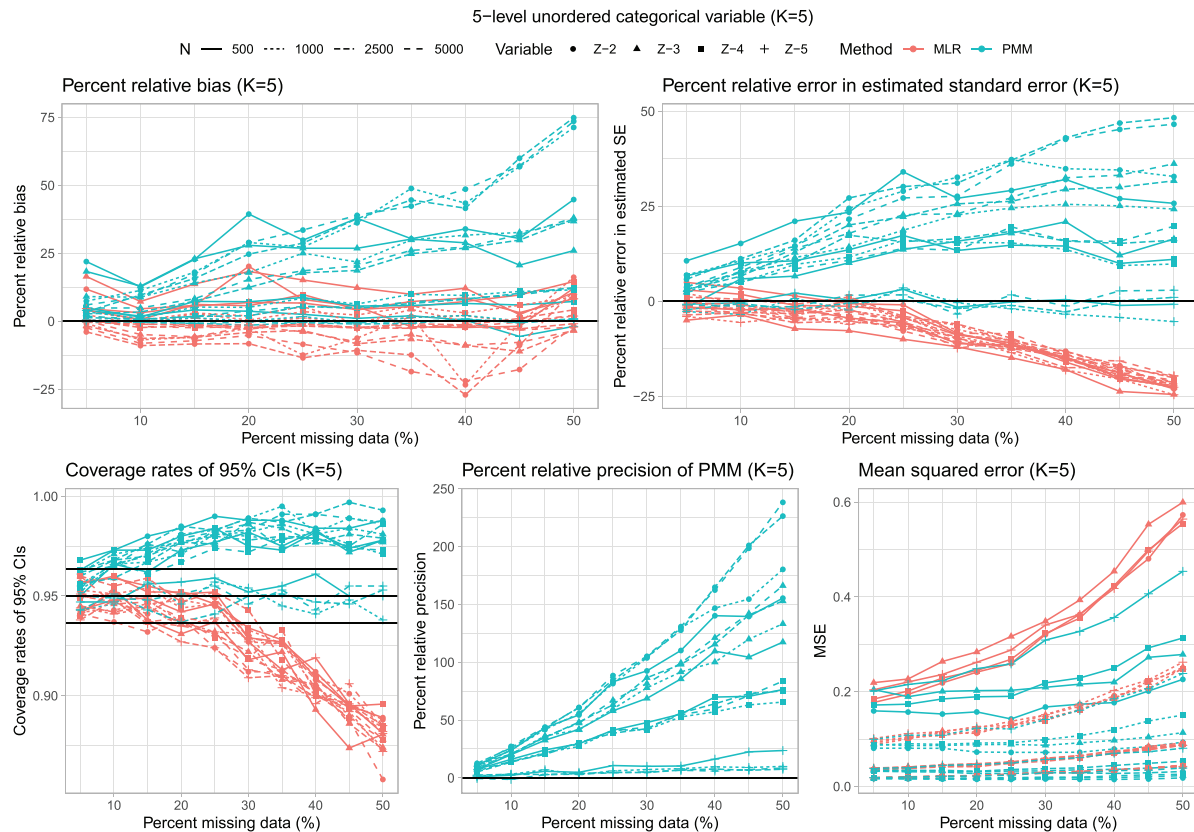 5−level unordered categorical variable (K=5)
N 500 1000 2500 5000 Variable Z−2 Z−3 Z−4 Z−5 Method MLR PMM
Percent relative bias (K=5)
Percent relative bias
75
50
25
0
−25
10 20 30 40 50
Percent missing data (%)
Percent relative error in estimated standard error (K=5)
Percent relative error in estimated SE
50
25
0
−25
10 20 30 40 50
Percent missing data (%)
Coverage rates of 95% CIs (K=5)
Coverage rates of 95% CIs
1.00
0.95
0.90
10 20 30 40 50
Percent missing data (%)
Percent relative precision of PMM (K=5)
Percent relative precision
250
200
150
100
50
0
10 20 30 40 50
Percent missing data (%)
Mean squared error (K=5)
MSE
0.6
0.4
0.2
0.0
10 20 30 40 50
Percent missing data (%)